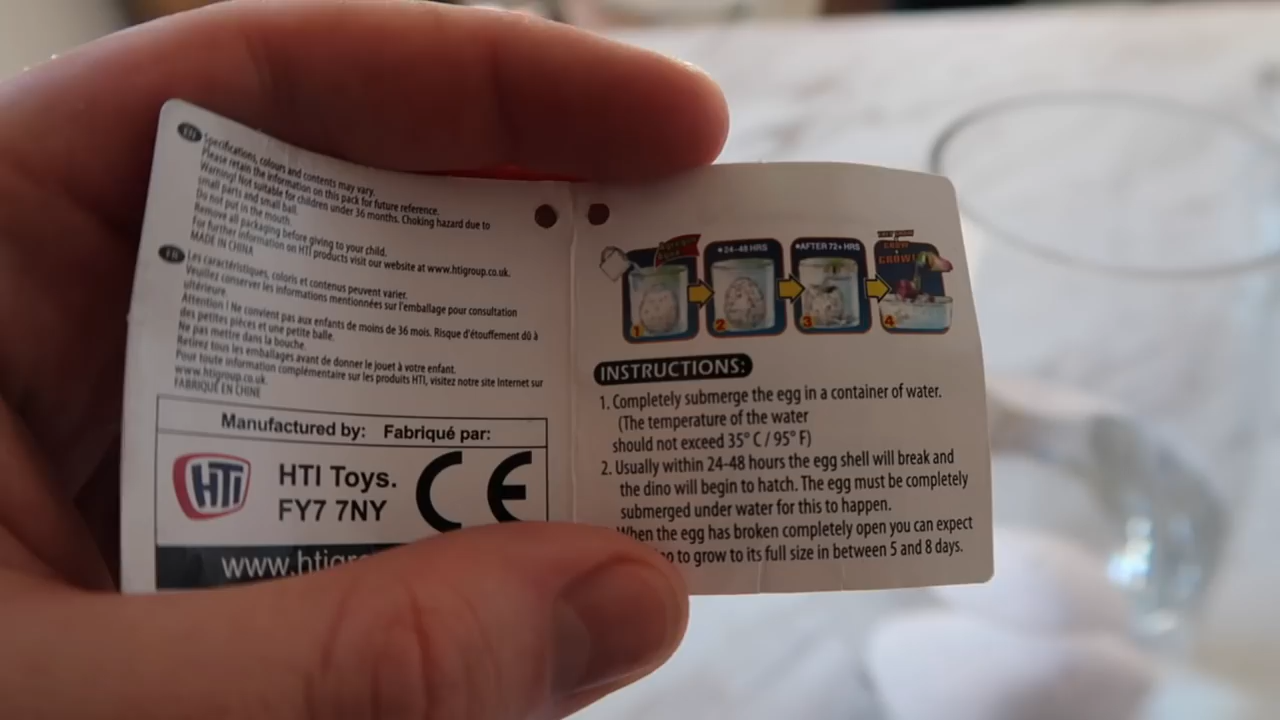 EN Specifications, colours and contents may vary.
Please retain the information on this pack for future reference.
Warning! Not suitable for children under 36 months. Choking hazard due to
small parts and small ball.
Do not put in the mouth.
Remove all packaging before giving to your child.
For further information on HTI products visit our website at www.htigroup.co.uk.
MADE IN CHINA
FR Les caractéristiques, coloris et contenus peuvent varier.
Veuillez conserver les informations mentionnées sur l'emballage pour consultation
ultérieure.
Attention ! Ne convient pas aux enfants de moins de 36 mois. Risque d'étouffement dû à
des petites pièces et une petite balle.
Ne pas mettre dans la bouche.
Retirez tous les emballages avant de donner le jouet à votre enfant.
Pour toute information complémentaire sur les produits HTI, visitez notre site Internet sur
www.htigroup.co.uk.
FABRIQUÉ EN CHINE
Manufactured by: Fabriqué par:
HTI
HTI Toys.
FY7 7NY
CE
www.htigr
1
24-48 HRS
2
AFTER 72+ HRS
3
GROW!
4
INSTRUCTIONS:
1. Completely submerge the egg in a container of water.
(The temperature of the water
should not exceed 35° C / 95° F)
2. Usually within 24-48 hours the egg shell will break and
the dino will begin to hatch. The egg must be completely
submerged under water for this to happen.
When the egg has broken completely open you can expect
to grow to its full size in between 5 and 8 days.